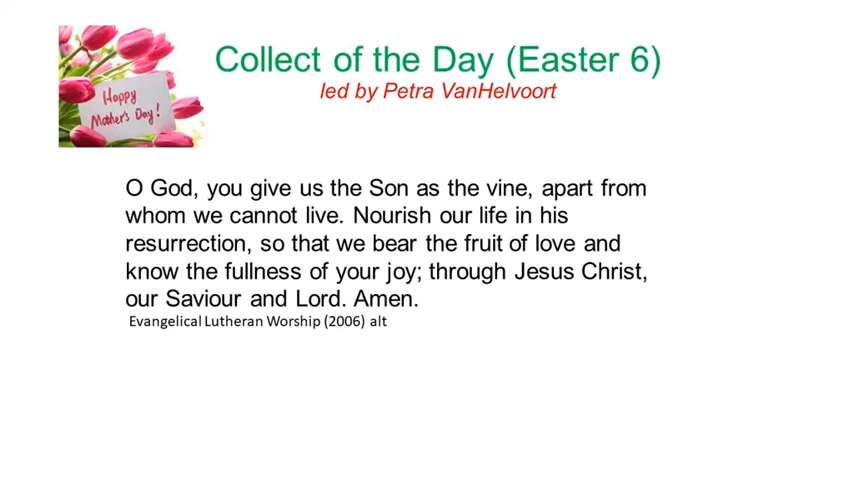 Collect of the Day (Easter 6)
led by Petra VanHelvoort
Happy
Mother's Day!
O God, you give us the Son as the vine, apart from
whom we cannot live. Nourish our life in his
resurrection, so that we bear the fruit of love and
know the fullness of your joy; through Jesus Christ,
our Saviour and Lord. Amen.
Evangelical Lutheran Worship (2006) alt